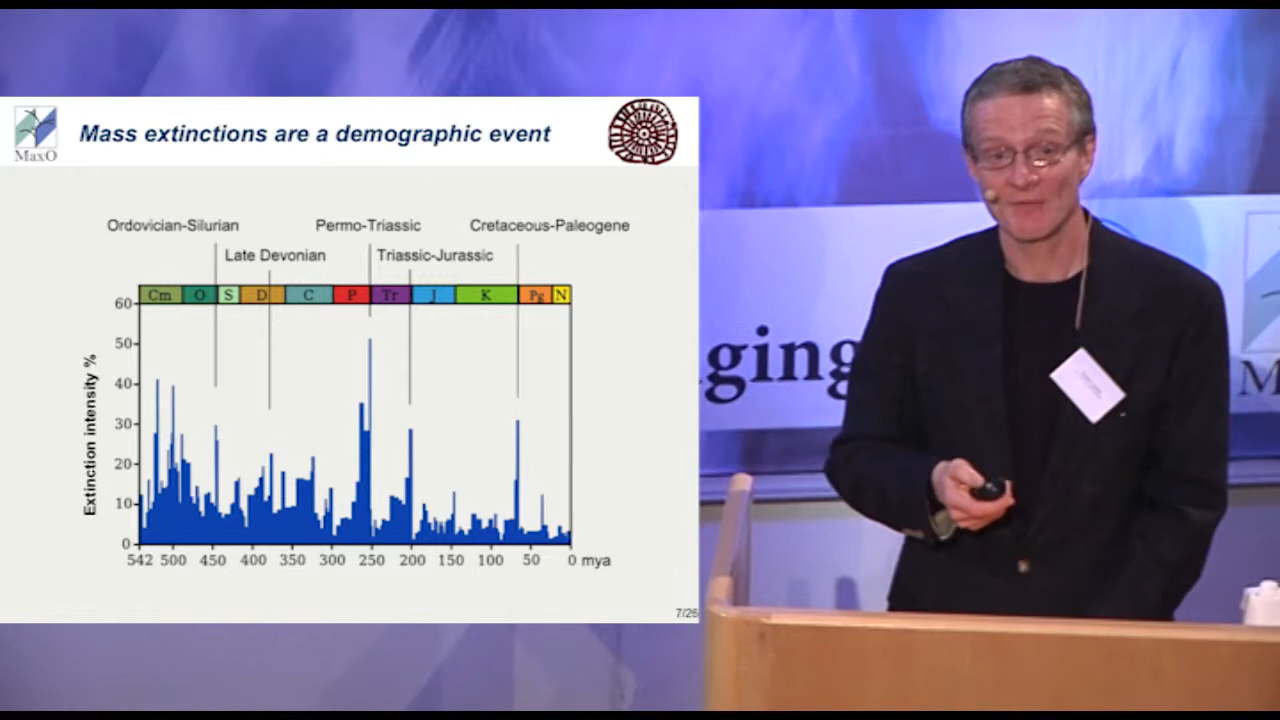 Mass extinctions are a demographic event
MaxO
Ordovician-Silurian
Permo-Triassic
Cretaceous-Paleogene
Late Devonian
Triassic-Jurassic
Cm O S D C P Tr J K Pg N
60
50
40
30
20
10
0
Extinction intensity %
542 500 450 400 350 300 250 200 150 100 50 0 mya
7/26
ging
M